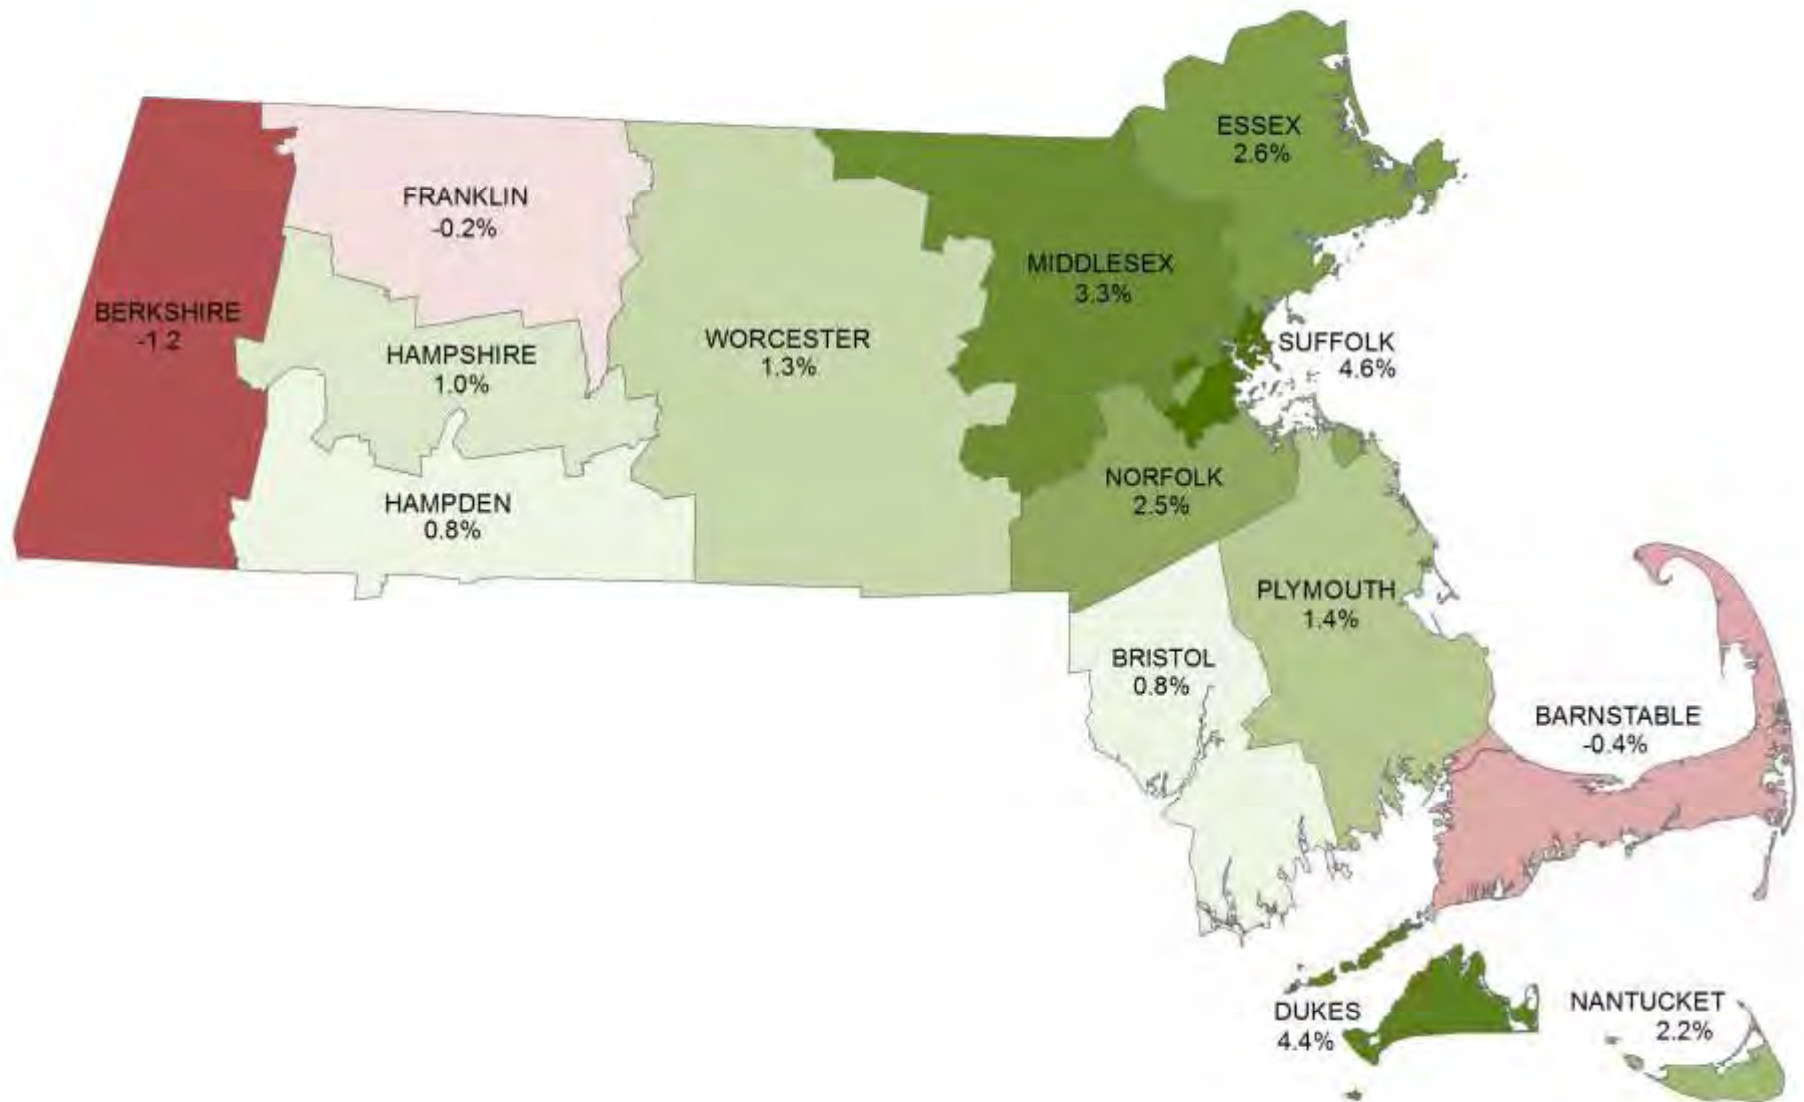 ESSEX
2.6%
FRANKLIN
-0.2%
MIDDLESEX
3.3%
BERKSHIRE
-1.2
WORCESTER
1.3%
SUFFOLK
4.6%
HAMPSHIRE
1.0%
HAMPDEN
0.8%
NORFOLK
2.5%
PLYMOUTH
1.4%
BRISTOL
0.8%
BARNSTABLE
-0.4%
DUKES
4.4%
NANTUCKET
2.2%